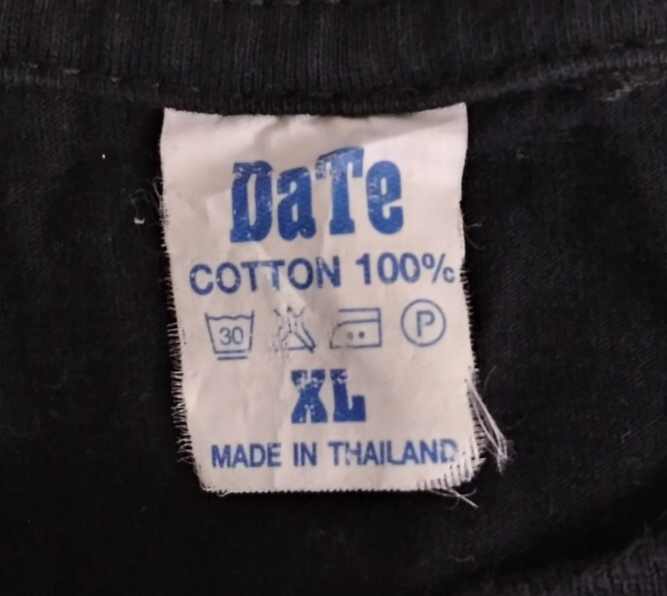 DaTe
COTTON 100%
30 P
XL
MADE IN THAILAND